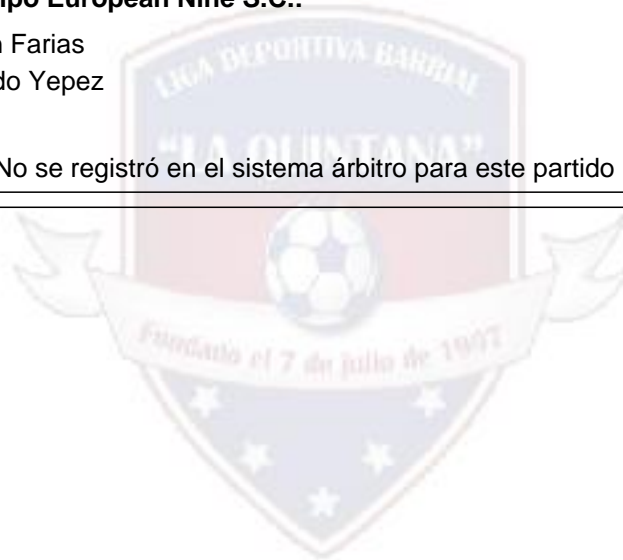 po European Nine S.C..
Farias
do Yepez
LIGA DEPORTIVA BARRIAL
"LA QUINTANA"
No se registró en el sistema árbitro para este partido
Fundado el 7 de julio de